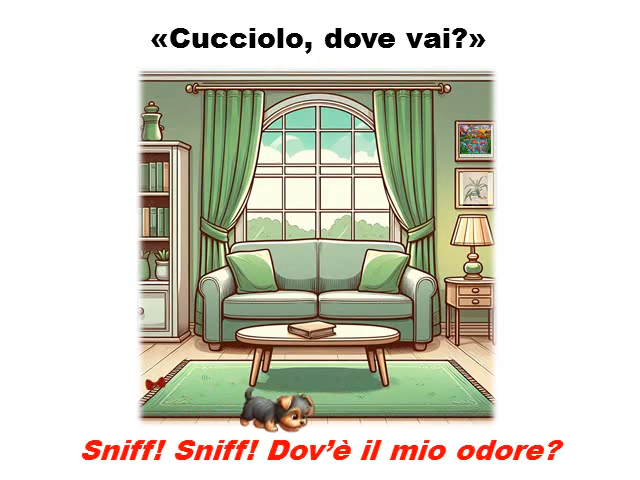 «Cucciolo, dove vai?»
Sniff! Sniff! Dov’è il mio odore?